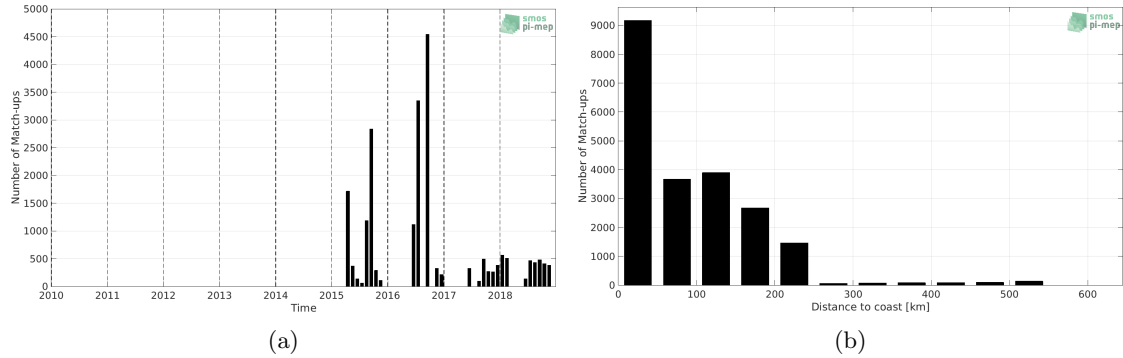 5000
4500
4000
3500
3000
2500
2000
1500
1000
500
0
Number of Match-ups
2010 2011 2012 2013 2014 2015 2016 2017 2018
Time
smos
pi-mep
(a)
9000
8000
7000
6000
5000
4000
3000
2000
1000
0
Number of Match-ups
0 100 200 300 400 500 600
Distance to coast [km]
smos
pi-mep
(b)